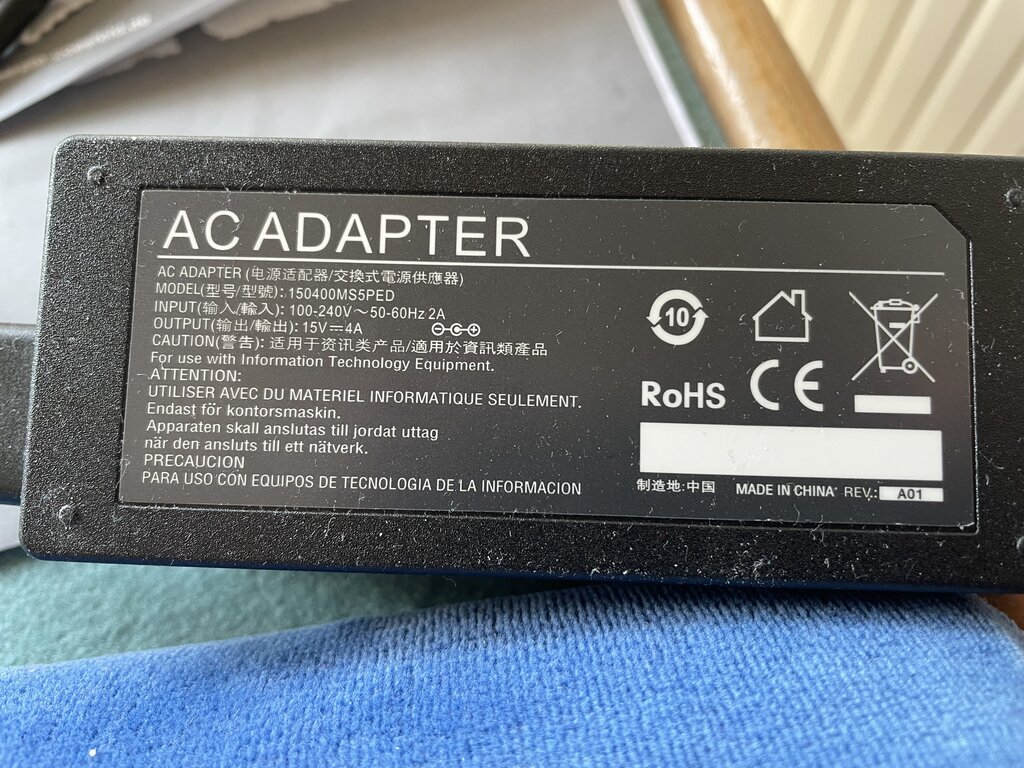 AC ADAPTER
AC ADAPTER (电源适配器/交換式電源供應器)
MODEL(型号/型號): 150400MS5PED
INPUT(输入/輸入): 100-240V～50-60Hz 2A
OUTPUT(输出/輸出): 15V⎓4A
CAUTION(警告): 适用于资讯类产品/適用於資訊類產品
For use with Information Technology Equipment.
ATTENTION:
UTILISER AVEC DU MATERIEL INFORMATIQUE SEULEMENT.
Endast för kontorsmaskin.
Apparaten skall anslutas till jordat uttag
när den ansluts till ett nätverk.
PRECAUCION
PARA USO CON EQUIPOS DE TECNOLOGIA DE LA INFORMACION
10
RoHS CE
制造地:中国 MADE IN CHINA REV.: A01